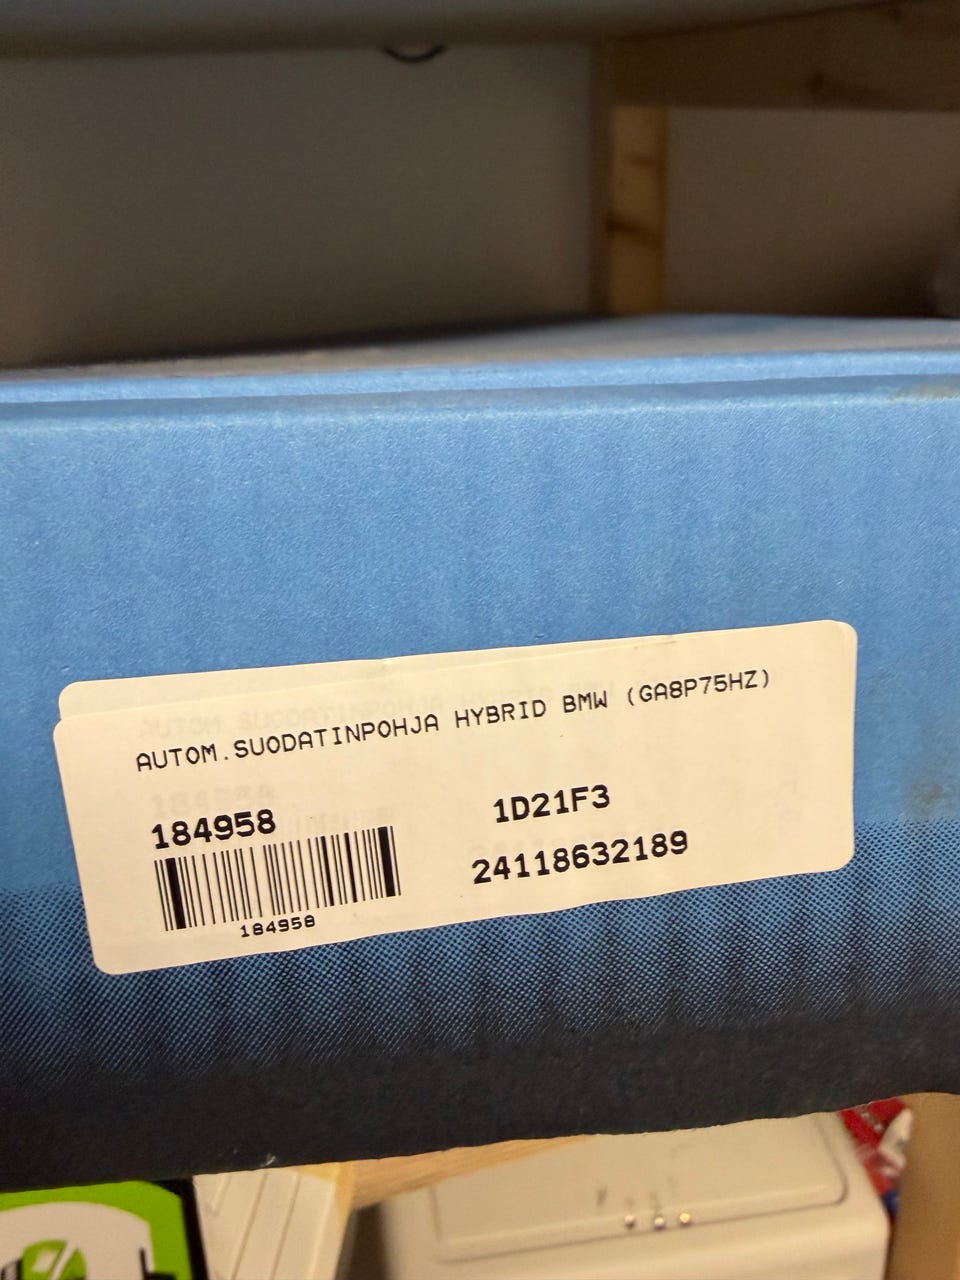 AUTOM.SUODATINPOHJA HYBRID BMW (GA8P75HZ)
184958
1D21F3
24118632189
184958